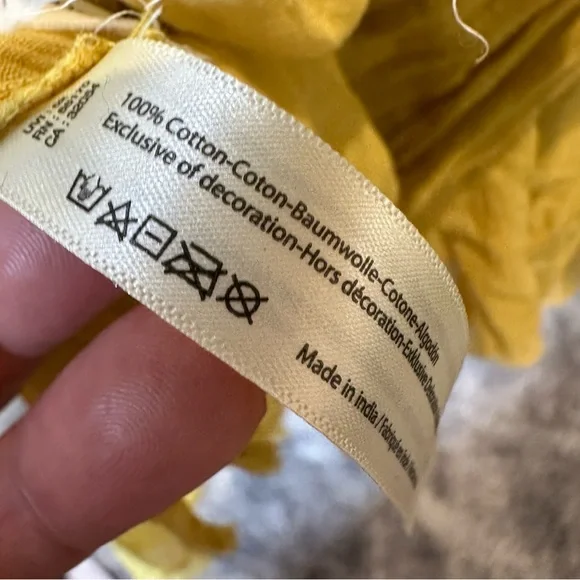 100% Cotton-Coton-Baumwolle-Cotone-Algodón
Exclusive of decoration-Hors décoration-Exklusive
Made in india /